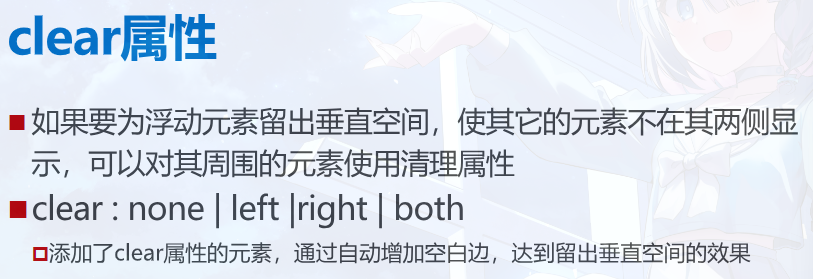 clear属性
如果要为浮动元素留出垂直空间，使其它的元素不在其两侧显
示，可以对其周围的元素使用清理属性
clear : none | left |right | both
添加了clear属性的元素，通过自动增加空白边，达到留出垂直空间的效果